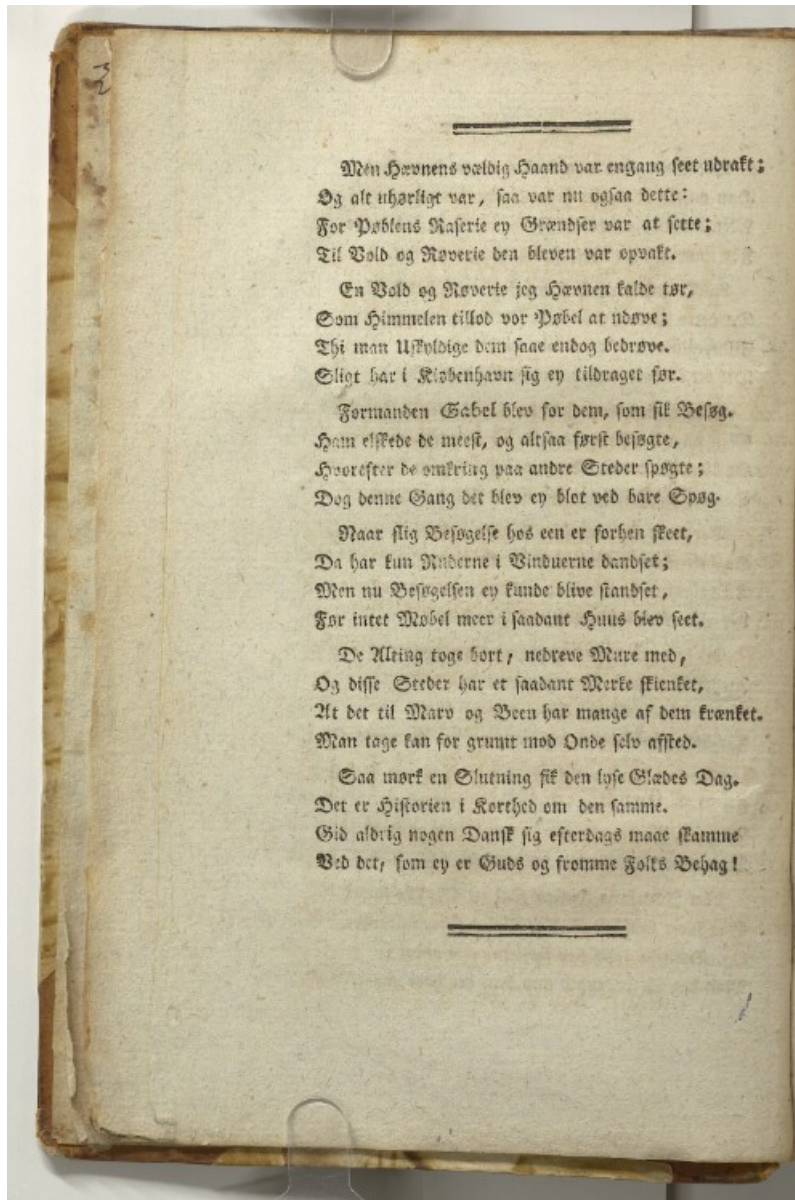 Men Hævnens vældig Haand var engang seet udrakt;
Og alt uhørligt var, saa var nu ogsaa dette:
For Pøblens Raserie ey Grændser var at sette;
Til Vold og Røverie den bleven var opvakt.
En Vold og Røverie jeg Hævnen kalde tør,
Som Himmelen tillod vor Pøbel at udøve;
Thi man Uskyldige dem saae endog bedrøve.
Sligt har i Kiøbenhavn sig ey tildraget før.
Formanden Gabel blev for dem, som fik Besøg.
Ham elskede de meest, og altsaa først besøgte,
Hvorefter de omkring paa andre Steder spøgte;
Dog denne Gang det blev ey blot ved bare Spøg.
Naar slig Besøgelse hos een er forhen skeet,
Da har kun Ruderne i Vinduerne dandset;
Men nu Besøgelsen ey kunde blive standset,
Før intet Møbel meer i saadant Huus blev seet.
De Alting toge bort, nedreve Mure med,
Og disse Steder har et saadant Merke skienket,
At det til Marv og Been har mange af dem krænket.
Man tage kan for grumt mod Onde selv afsted.
Saa mørk en Slutning fik den lyse Glædes Dag.
Det er Historien i Korthed om den samme.
Gid aldrig nogen Dansk sig efterdags maae skamme
Ved det, som ey er Guds og fromme Folks Behag!